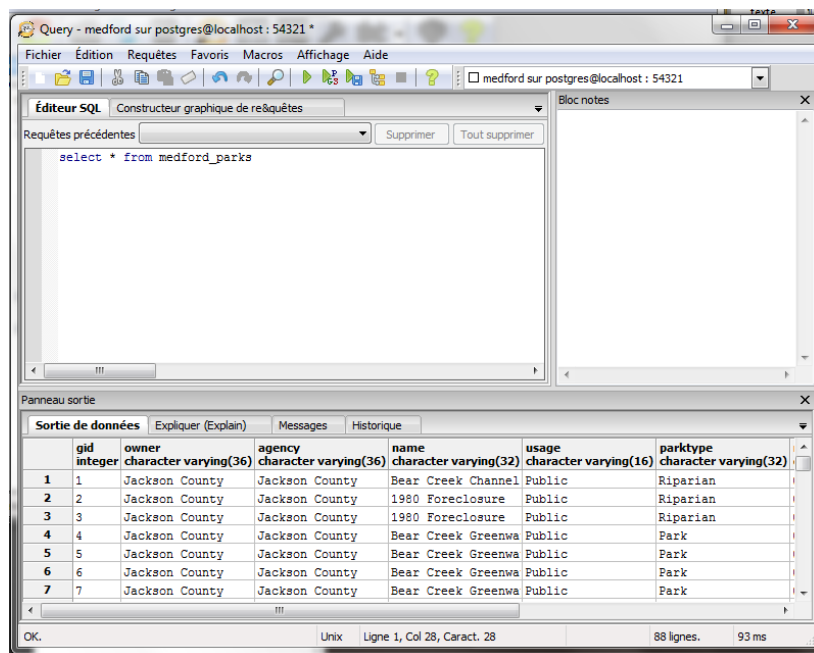 texte
Query - medford sur postgres@localhost : 54321 *
Fichier Édition Requêtes Favoris Macros Affichage Aide
medford sur postgres@localhost : 54321
Éditeur SQL Constructeur graphique de re&quêtes
Bloc notes
Requêtes précédentes Supprimer Tout supprimer
select * from medford_parks
Panneau sortie
Sortie de données Expliquer (Explain) Messages Historique
gid owner agency name usage parktype
integer character varying(36) character varying(36) character varying(32) character varying(16) character varying(32)
1 1 Jackson County Jackson County Bear Creek Channel Public Riparian
2 2 Jackson County Jackson County 1980 Foreclosure Public Riparian
3 3 Jackson County Jackson County 1980 Foreclosure Public Riparian
4 4 Jackson County Jackson County Bear Creek Greenwa Public Park
5 5 Jackson County Jackson County Bear Creek Greenwa Public Park
6 6 Jackson County Jackson County Bear Creek Greenwa Public Park
7 7 Jackson County Jackson County Bear Creek Greenwa Public Park
OK. Unix Ligne 1, Col 28, Caract. 28 88 lignes. 93 ms